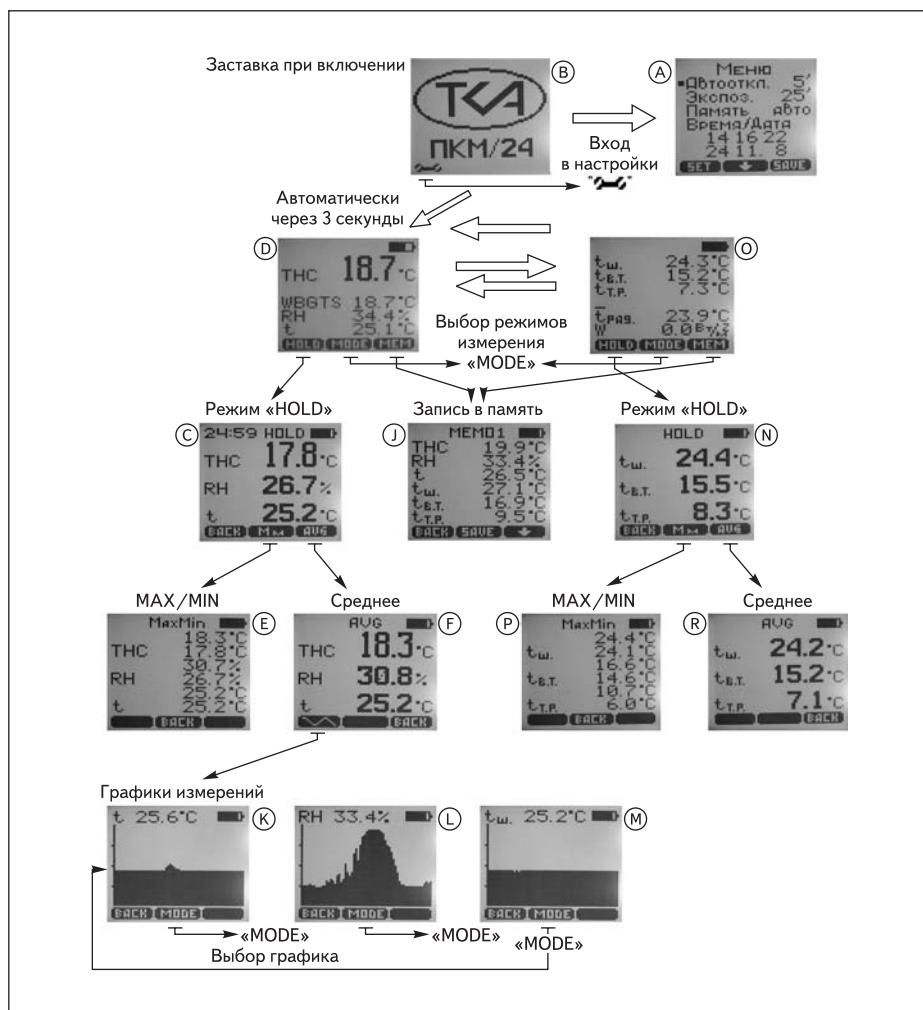 Заставка при включении
B
A
ТКА
ПКМ/24
Меню
Автооткл. 5'
Экспоз. 25'
Память авто
Время/Дата
14 16 22
24 11. 8
SET
SAVE
Вход
в настройки
Автоматически
через 3 секунды
D
THC 18.7°C
WBGTS 18.7°C
RH 34.4%
t 25.1°C
HOLD MODE MEM
O
tш. 24.3°C
tв.т. 15.2°C
tт.р. 7.3°C
tрад. 23.9°C
W 0.0 Вт/м2
HOLD MODE MEM
Выбор режимов
измерения
«MODE»
Режим «HOLD»
Запись в память
Режим «HOLD»
C
24:59 HOLD
THC 17.8°C
RH 26.7%
t 25.2°C
BACK AVG
J
MEM01
THC 19.9°C
RH 33.4%
t 26.5°C
tш. 27.1°C
tв.т. 16.9°C
tт.р. 9.5°C
BACK SAVE
N
HOLD
tш. 24.4°C
tв.т. 15.5°C
tт.р. 8.3°C
BACK AVG
MAX/MIN
Среднее
MAX/MIN
Среднее
E
MaxMin
18.3°C
THC 17.8°C
30.7%
RH 26.7%
25.2°C
t 25.2°C
BACK
F
AVG
THC 18.3°C
RH 30.8%
t 25.2°C
BACK
P
MaxMin
24.4°C
tш. 24.1°C
16.6°C
tв.т. 14.6°C
10.7°C
tт.р. 6.0°C
BACK
R
AVG
24.2°C
tш.
tв.т. 15.2°C
tт.р. 7.1°C
BACK
Графики измерений
t 25.6°C
K
BACK MODE
RH 33.4%
L
BACK MODE
tш. 25.2°C
M
BACK MODE
«MODE»
«MODE»
«MODE»
Выбор графика